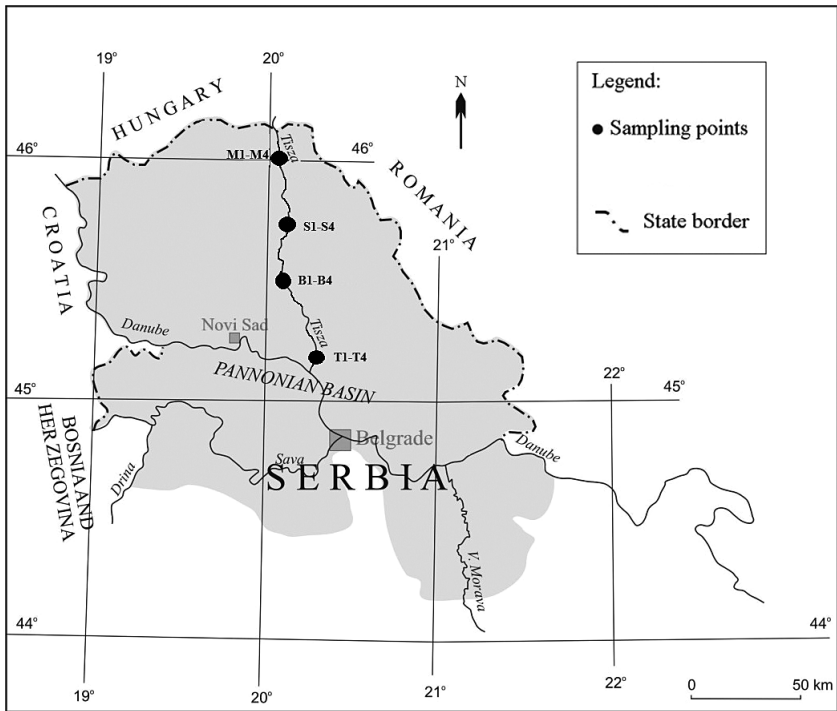 19°
20°
N
Legend:
Sampling points
State border
HUNGARY
46°
M1-M4
Tisza
46°
ROMANIA
CROATIA
S1-S4
21°
B1-B4
Danube
Novi Sad
Tisza
T1-T4
PANNONIAN BASIN
22°
45°
45°
BOSNIA AND
HERZEGOVINA
Belgrade
Danube
Drina
Sava
SERBIA
V. Morava
44°
44°
19°
20°
21°
22°
0
50 km